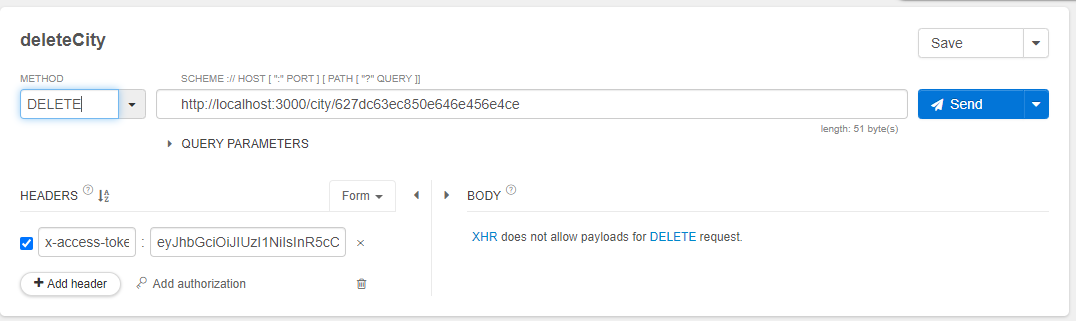 deleteCity
Save
METHOD
SCHEME :// HOST [ ":" PORT ] [ PATH [ "?" QUERY ]]
DELETE
http://localhost:3000/city/627dc63ec850e646e456e4ce
Send
length: 51 byte(s)
QUERY PARAMETERS
HEADERS ? A Z
Form
BODY ?
x-access-toke : eyJhbGciOiJIUzI1NiIsInR5cC ×
XHR does not allow payloads for DELETE request.
+ Add header
Add authorization